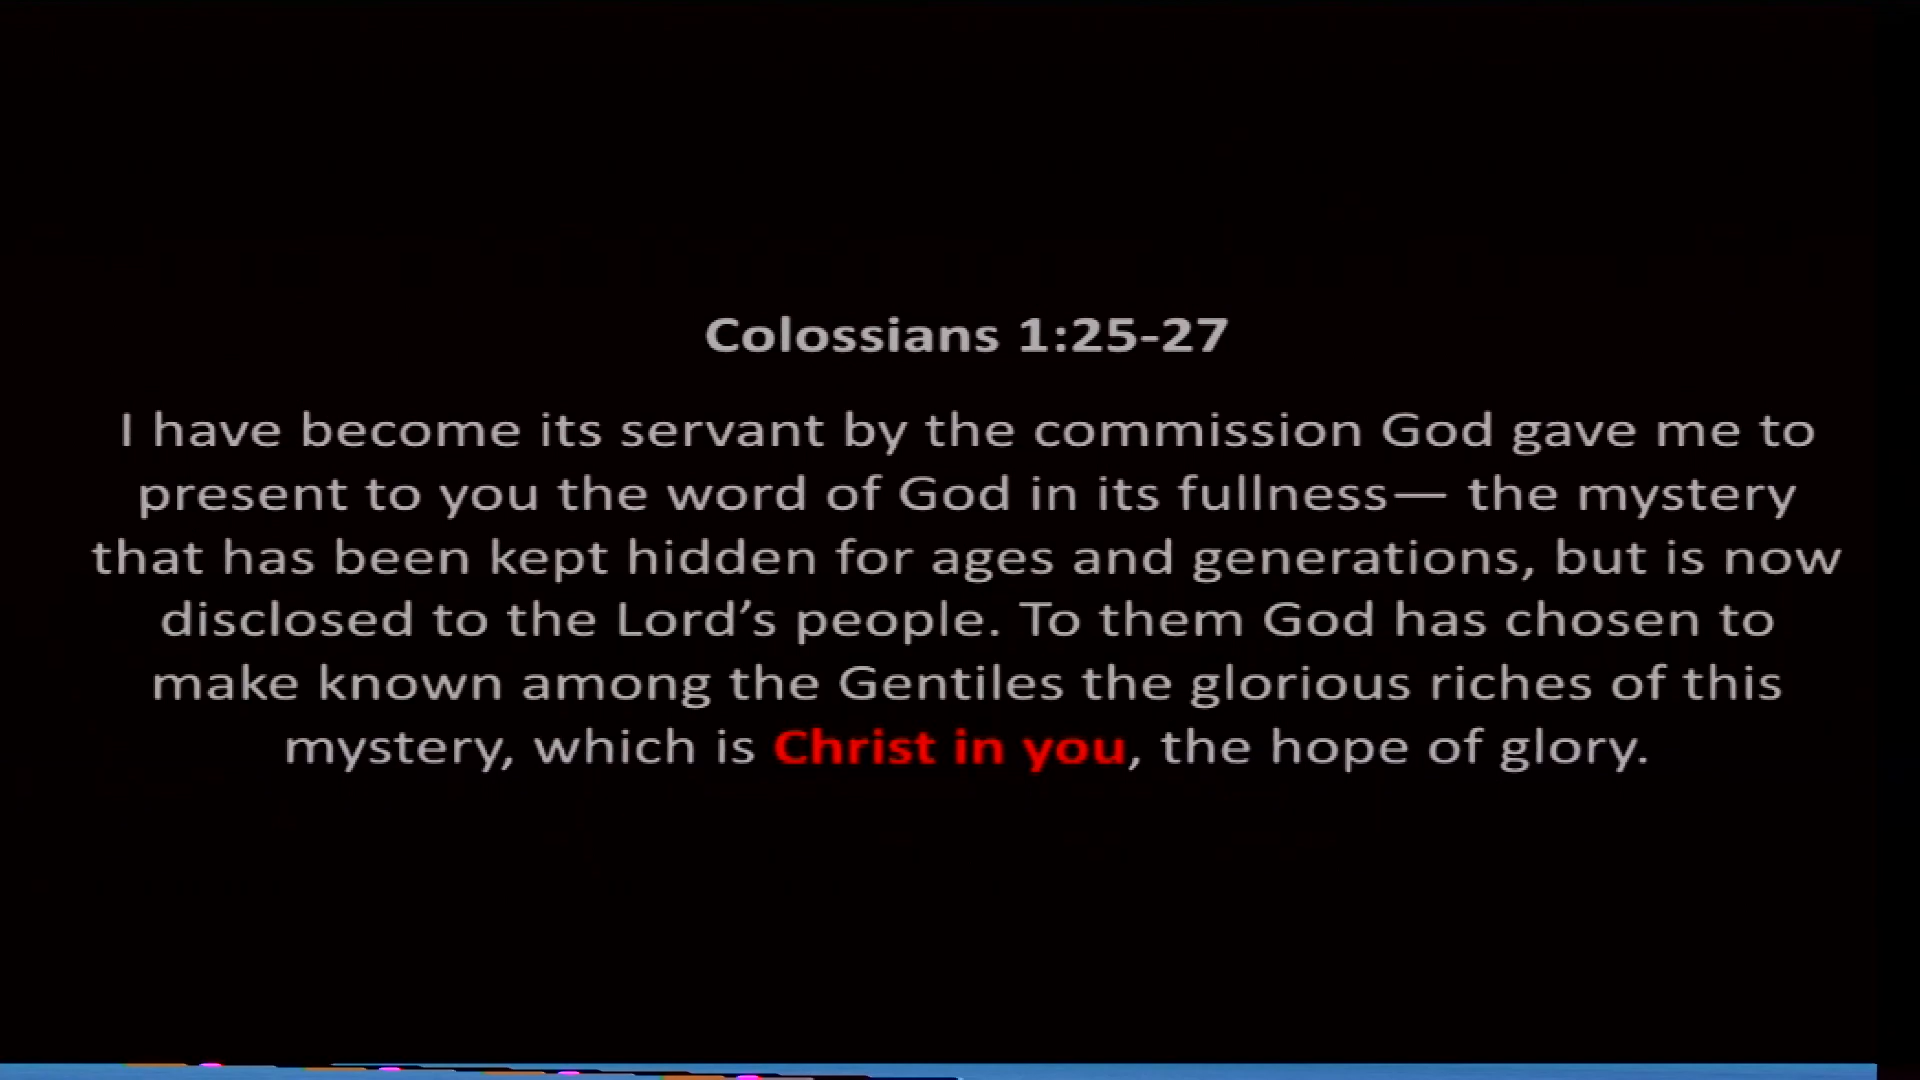 Colossians 1:25-27
I have become its servant by the commission God gave me to
present to you the word of God in its fullness— the mystery
that has been kept hidden for ages and generations, but is now
disclosed to the Lord’s people. To them God has chosen to
make known among the Gentiles the glorious riches of this
mystery, which is Christ in you, the hope of glory.